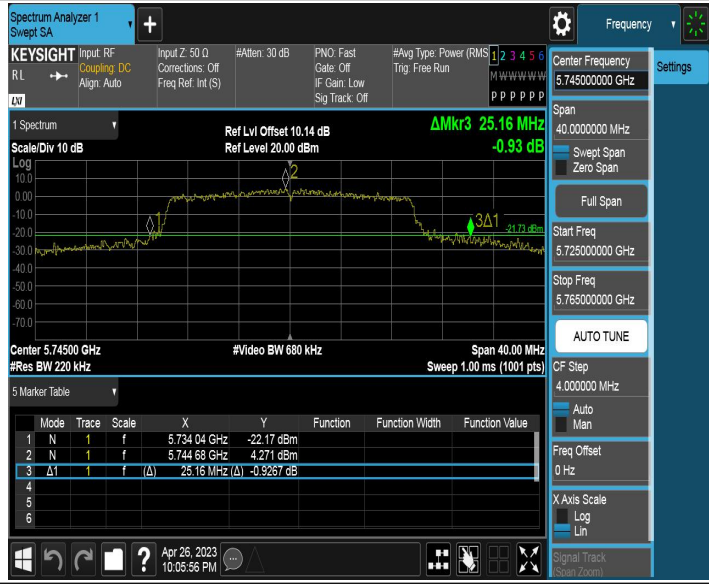 Spectrum Analyzer 1
Swept SA
Frequency
KEYSIGHT
RL
LXI
Input: RF
Coupling: DC
Align: Auto
Input Z: 50 Ω
Corrections: Off
Freq Ref: Int (S)
#Atten: 30 dB
PNO: Fast
Gate: Off
IF Gain: Low
Sig Track: Off
#Avg Type: Power (RMS
Trig: Free Run
1 2 3 4 5 6
M W W W W W
P P P P P P
Center Frequency
5.745000000 GHz
Settings
Span
40.0000000 MHz
Swept Span
Zero Span
Full Span
Start Freq
5.725000000 GHz
Stop Freq
5.765000000 GHz
AUTO TUNE
CF Step
4.000000 MHz
Auto
Man
Freq Offset
0 Hz
X Axis Scale
Log
Lin
Signal Track
(Span Zoom)
1 Spectrum
Scale/Div 10 dB
Ref Lvl Offset 10.14 dB
Ref Level 20.00 dBm
ΔMkr3 25.16 MHz
-0.93 dB
Log
10.0
0.00
-10.0
-20.0
-30.0
-40.0
-50.0
-60.0
-70.0
1
2
3Δ1
-21.73 dBm
Center 5.74500 GHz
#Video BW 680 kHz
Span 40.00 MHz
#Res BW 220 kHz
Sweep 1.00 ms (1001 pts)
5 Marker Table
Mode Trace Scale X Y Function Function Width Function Value
1 N 1 f 5.734 04 GHz -22.17 dBm
2 N 1 f 5.744 68 GHz 4.271 dBm
3 Δ1 1 f (Δ) 25.16 MHz (Δ) -0.9267 dB
4
5
6
?
Apr 26, 2023
10:05:56 PM